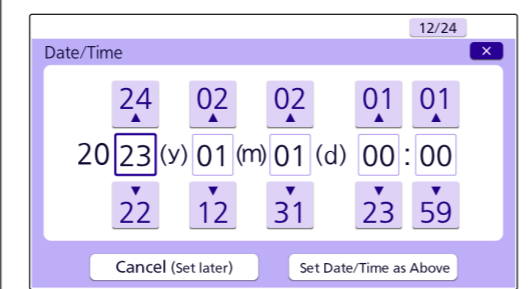 12/24
Date/Time ×
24 02 02 01 01
20 23 (y) 01 (m) 01 (d) 00 : 00
22 12 31 23 59
Cancel (Set later) Set Date/Time as Above